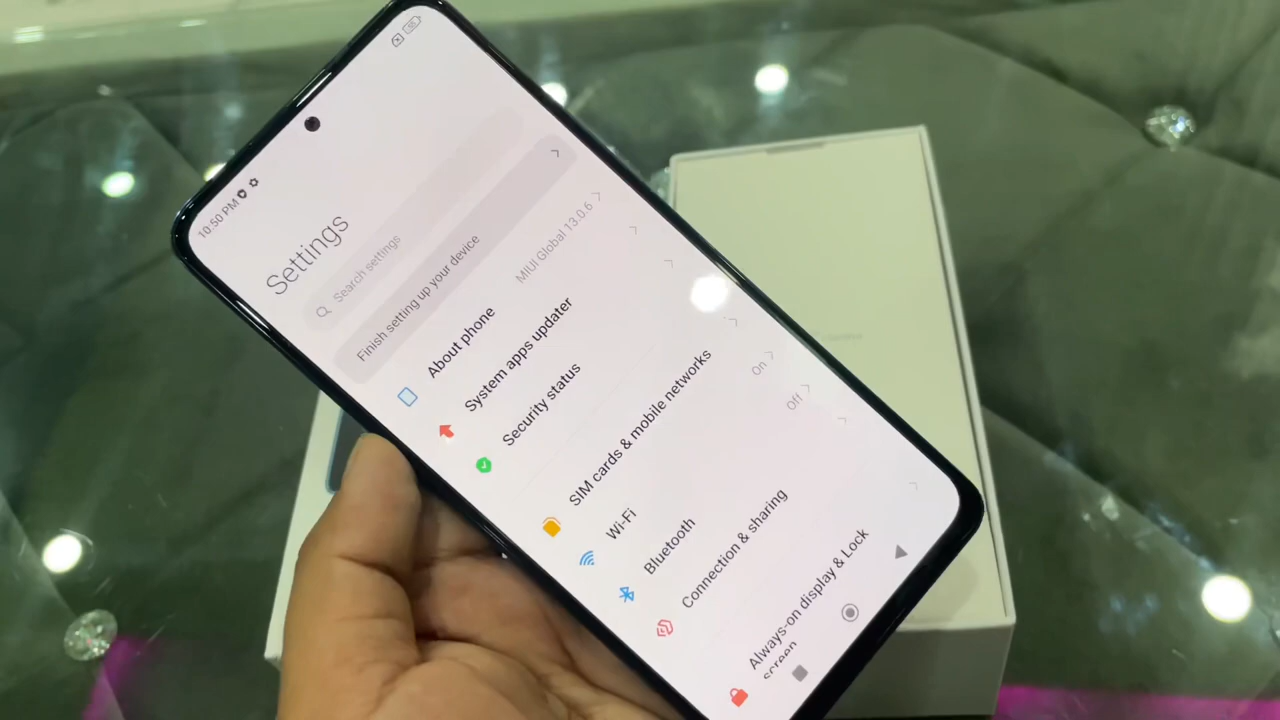 10:50 PM
Settings
Search settings
Finish setting up your device
About phone MIUI Global 13.0.6
System apps updater
Security status
SIM cards & mobile networks
Wi-Fi On
Bluetooth Off
Connection & sharing
Always-on display & Lock
screen